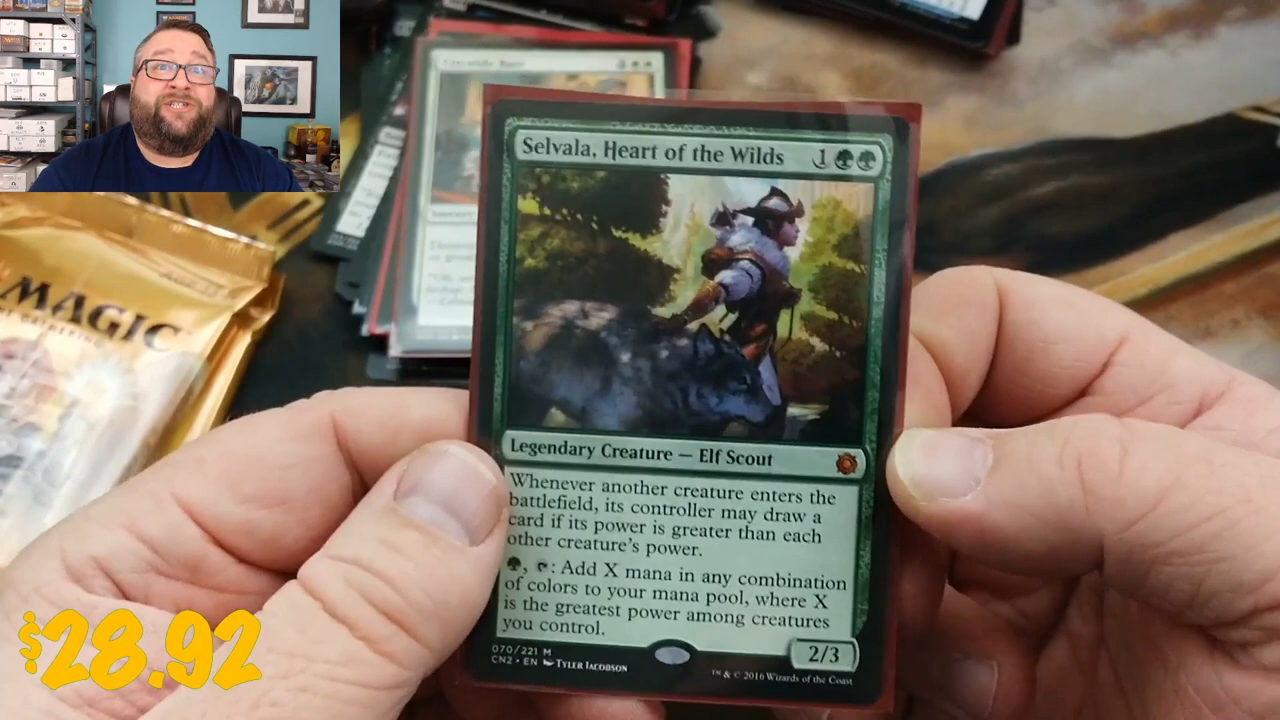 Selvala, Heart of the Wilds 1
Legendary Creature — Elf Scout
Whenever another creature enters the
battlefield, its controller may draw a
card if its power is greater than each
other creature's power.
, : Add X mana in any combination
of colors to your mana pool, where X
is the greatest power among creatures
you control.
2/3
070/221 M
CN2 • EN Tyler Jacobson
™ & © 2016 Wizards of the Coast
MAGIC
$28.92